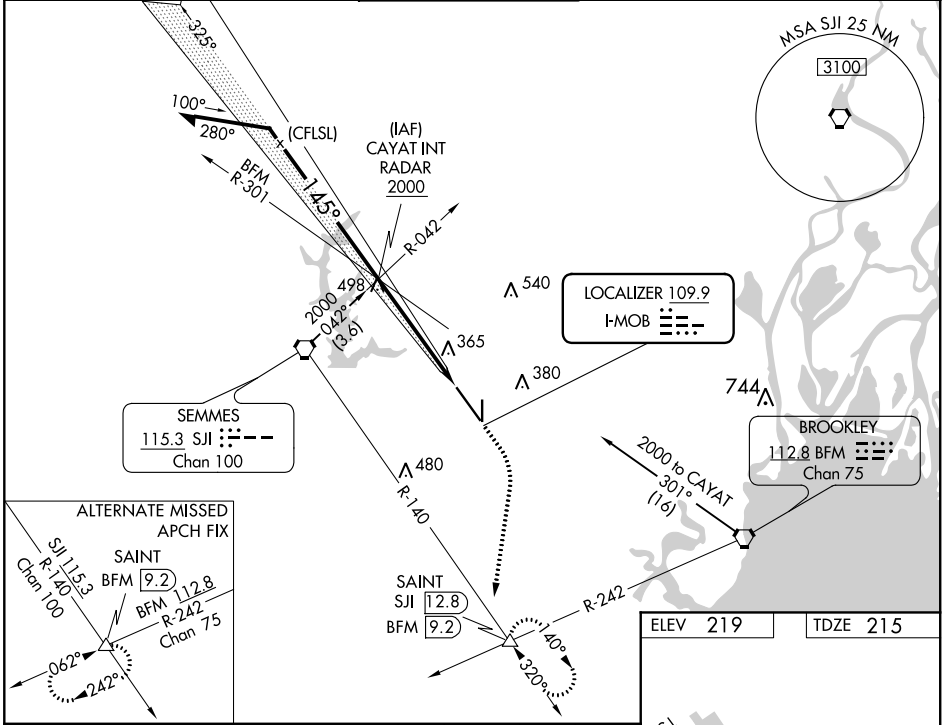 325°
MSA SJI 25 NM
3100
100°
280°
(CFLSL)
(IAF)
CAYAT INT
RADAR
2000
BFM
R-301
145°
R-042
498
2000
042°
(3.6)
540
365
380
LOCALIZER 109.9
I-MOB
744
SEMMES
115.3 SJI
Chan 100
BROOKLEY
112.8 BFM
Chan 75
480
R-140
2000 to CAYAT
301°
(16)
ALTERNATE MISSED
APCH FIX
SJI 115.3
R-140
Chan 100
SAINT
BFM 9.2
BFM 112.8
R-242
Chan 75
062°
242°
SAINT
SJI 12.8
BFM 9.2
R-242
140°
320°
ELEV 219
TDZE 215